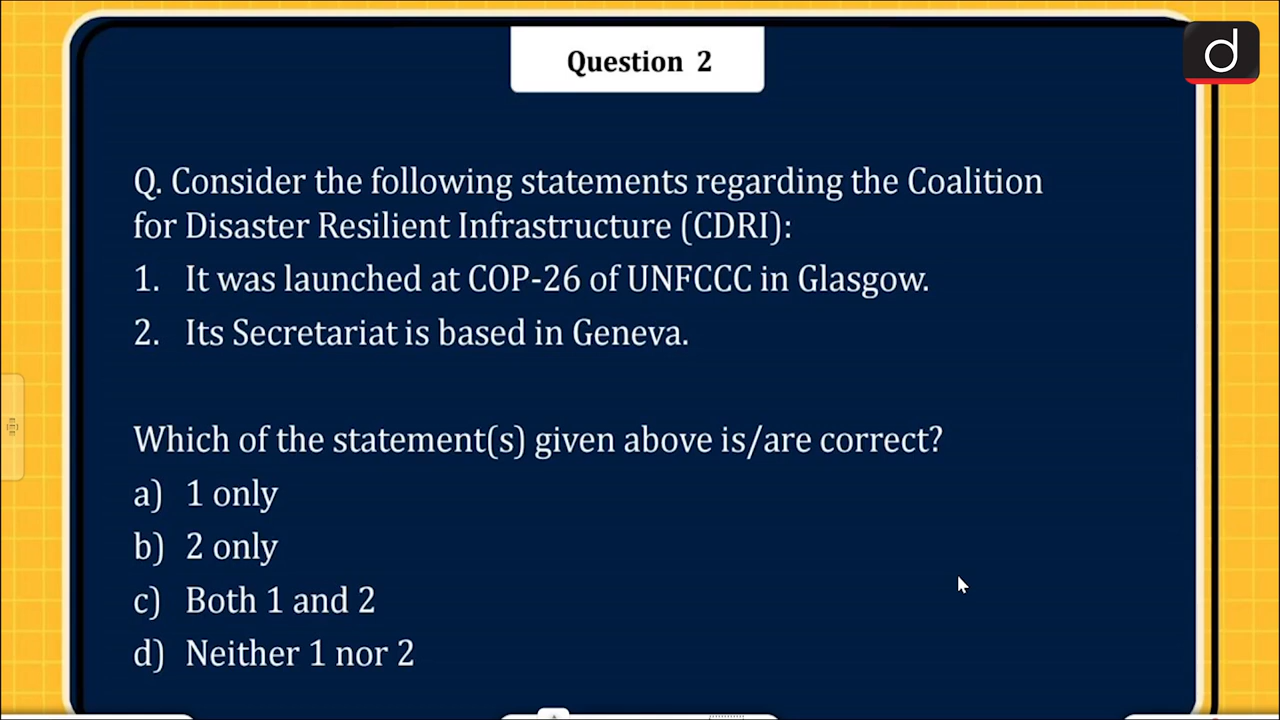 Question 2
d
Q. Consider the following statements regarding the Coalition
for Disaster Resilient Infrastructure (CDRI):
1. It was launched at COP-26 of UNFCCC in Glasgow.
2. Its Secretariat is based in Geneva.
Which of the statement(s) given above is/are correct?
a) 1 only
b) 2 only
c) Both 1 and 2
d) Neither 1 nor 2